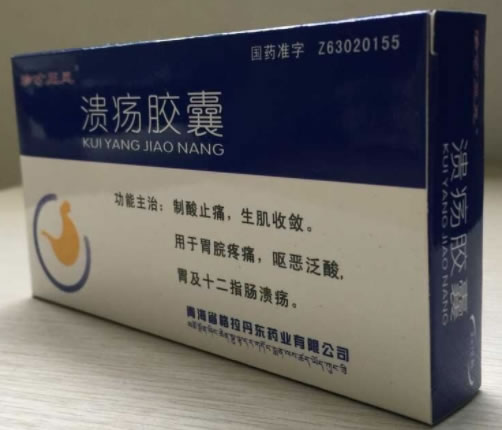 国药准字 Z63020155
溃疡胶囊
KUI YANG JIAO NANG
功能主治：制酸止痛，生肌收敛。
用于胃脘疼痛，呕恶泛酸，
胃及十二指肠溃疡。
青海省格拉丹东药业有限公司
溃疡胶囊
KUI YANG JIAO NANG